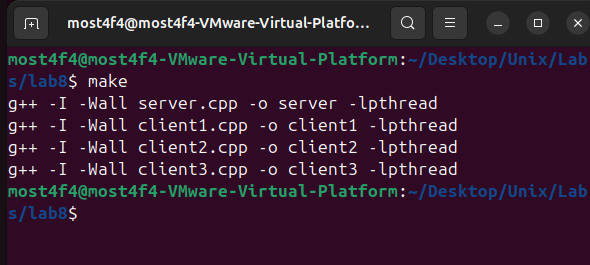 most4f4@most4f4-VMware-Virtual-Platfo...
most4f4@most4f4-VMware-Virtual-Platform:~/Desktop/Unix/Lab
s/lab8$ make
g++ -I -Wall server.cpp -o server -lpthread
g++ -I -Wall client1.cpp -o client1 -lpthread
g++ -I -Wall client2.cpp -o client2 -lpthread
g++ -I -Wall client3.cpp -o client3 -lpthread
most4f4@most4f4-VMware-Virtual-Platform:~/Desktop/Unix/Lab
s/lab8$